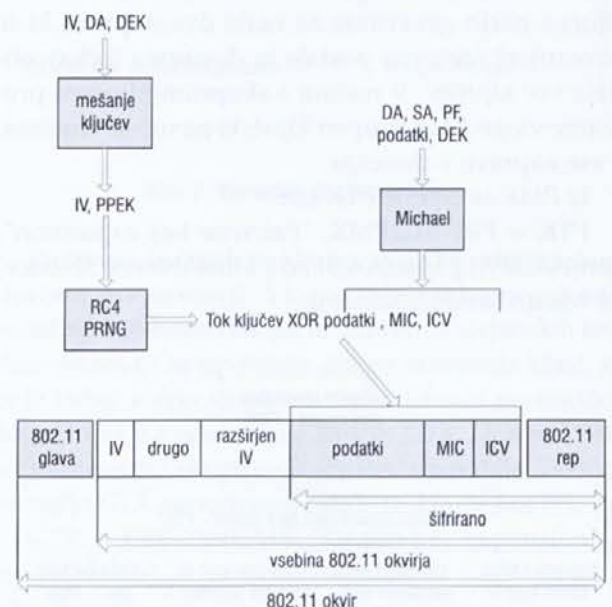 IV, DA, DEK
mešanje
ključev
IV, PPEK
RC4
PRNG
DA, SA, PF,
podatki, DEK
Michael
Tok ključev XOR podatki , MIC, ICV
802.11
glava
IV
drugo
razširjen
IV
podatki
MIC
ICV
802.11
rep
šifrirano
vsebina 802.11 okvirja
802.11 okvir